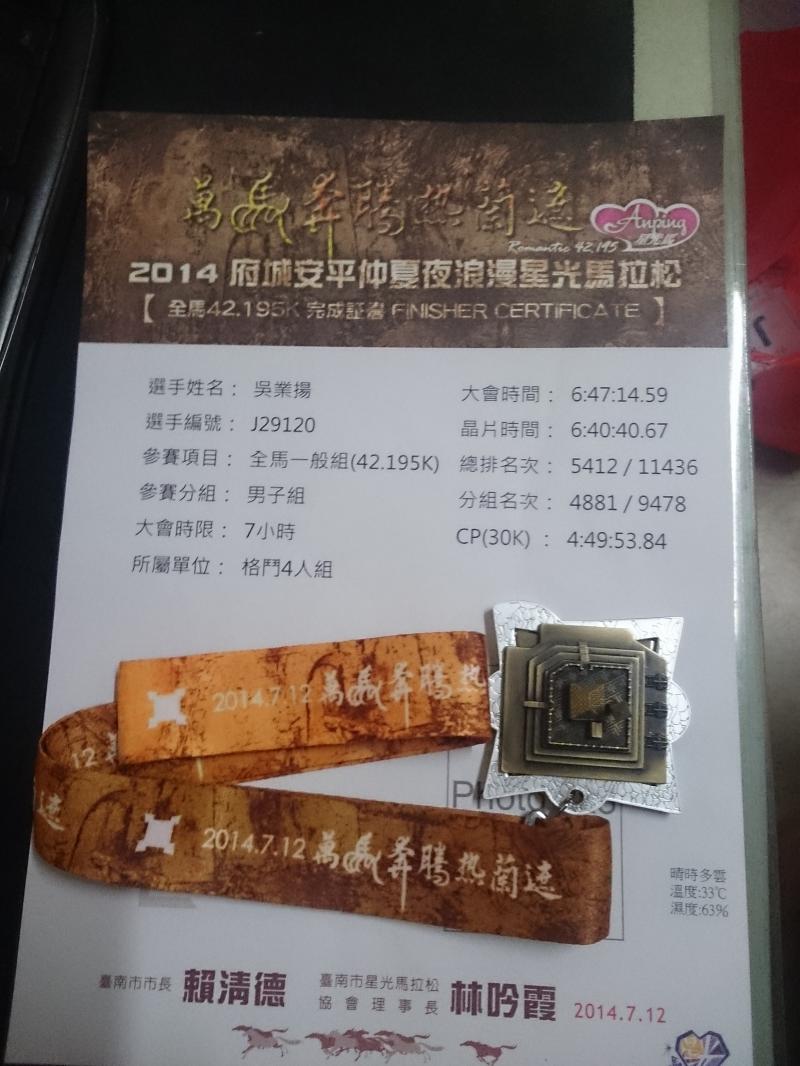 萬馬奔騰熱蘭遮
Anping
Romantic 42.195
2014 府城安平仲夏夜浪漫星光馬拉松
【 全馬42.195K 完成証書 FINISHER CERTIFICATE 】
選手姓名： 吳業揚
選手編號： J29120
參賽項目： 全馬一般組(42.195K)
參賽分組： 男子組
大會時限： 7小時
所屬單位： 格鬥4人組
大會時間： 6:47:14.59
晶片時間： 6:40:40.67
總排名次： 5412 / 11436
分組名次： 4881 / 9478
CP(30K) ： 4:49:53.84
2014.7.12 萬馬奔騰熱
12
遮
2014.7.12 萬馬奔騰熱蘭遮
晴時多雲
溫度:33℃
濕度:63%
臺南市市長 賴清德
臺南市星光馬拉松
協會理事長 林吟霞
2014.7.12